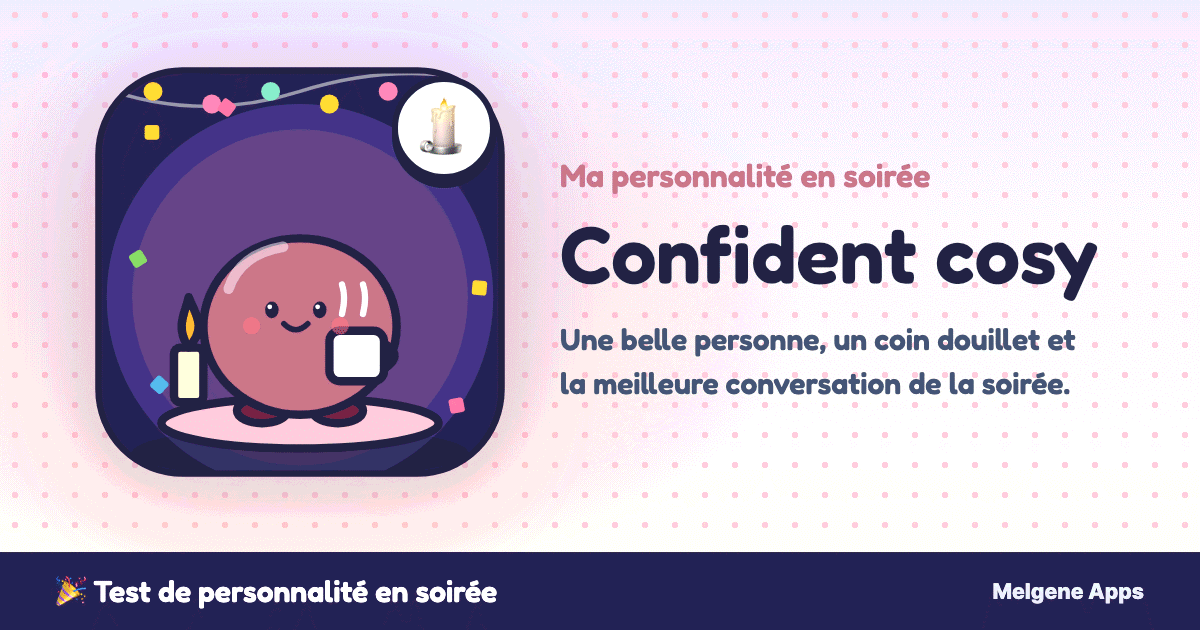 Ma personnalité en soirée
Confident cosy
Une belle personne, un coin douillet et
la meilleure conversation de la soirée.
Test de personnalité en soirée
Melgene Apps